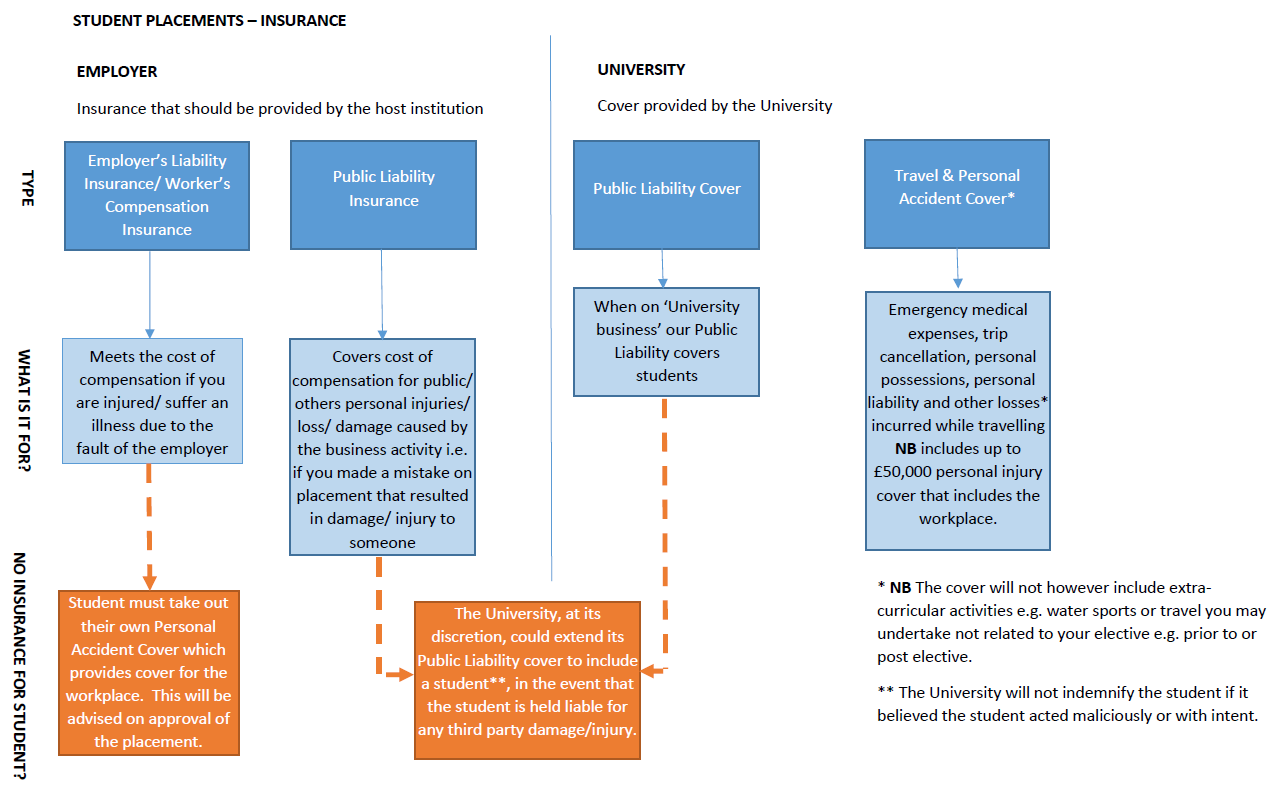 STUDENT PLACEMENTS – INSURANCE
EMPLOYER
Insurance that should be provided by the host institution
UNIVERSITY
Cover provided by the University
TYPE
Employer’s Liability
Insurance/ Worker’s
Compensation
Insurance
Public Liability
Insurance
Public Liability Cover
Travel & Personal
Accident Cover*
WHAT IS IT FOR?
Meets the cost of
compensation if you
are injured/ suffer an
illness due to the
fault of the employer
Covers cost of
compensation for public/
others personal injuries/
loss/ damage caused by
the business activity i.e.
if you made a mistake on
placement that resulted
in damage/ injury to
someone
When on ‘University
business’ our Public
Liability covers
students
Emergency medical
expenses, trip
cancellation, personal
possessions, personal
liability and other losses*
incurred while travelling
NB includes up to
£50,000 personal injury
cover that includes the
workplace.
NO INSURANCE FOR STUDENT?
Student must take out
their own Personal
Accident Cover which
provides cover for the
workplace.  This will be
advised on approval of
the placement.
The University, at its
discretion, could extend its
Public Liability cover to include
a student**, in the event that
the student is held liable for
any third party damage/injury.
* NB The cover will not however include extra-
curricular activities e.g. water sports or travel you may
undertake not related to your elective e.g. prior to or
post elective.
** The University will not indemnify the student if it
believed the student acted maliciously or with intent.